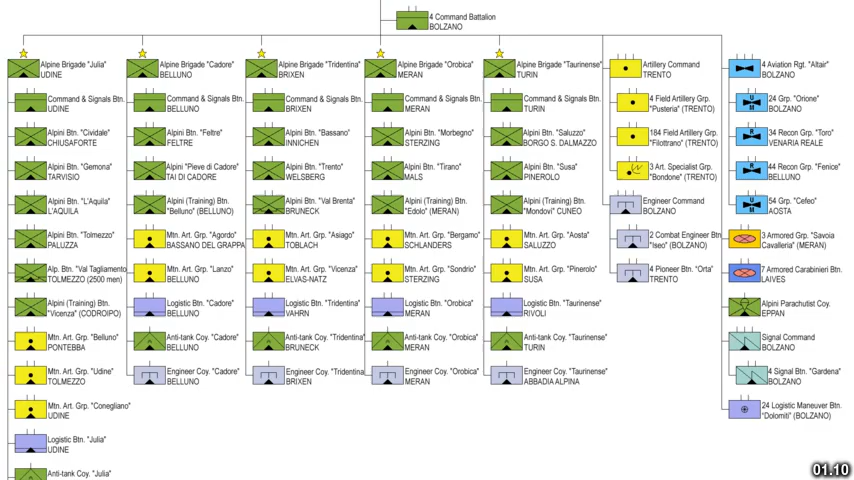 4 Command Battalion
BOLZANO
Alpine Brigade "Julia"
UDINE
Command & Signals Btn.
UDINE
Alpini Btn. "Cividale"
CHIUSAFORTE
Alpini Btn. "Gemona"
TARVISIO
Alpini Btn. "L'Aquila"
L'AQUILA
Alpini Btn. "Tolmezzo"
PALUZZA
Alp. Btn. "Val Tagliamento"
TOLMEZZO (2500 men)
Alpini (Training) Btn.
"Vicenza" (CODROIPO)
Mtn. Art. Grp. "Belluno"
PONTEBBA
Mtn. Art. Grp. "Udine"
TOLMEZZO
Mtn. Art. Grp. "Conegliano"
UDINE
Logistic Btn. "Julia"
UDINE
Anti-tank Coy. "Julia"
Alpine Brigade "Cadore"
BELLUNO
Command & Signals Btn.
BELLUNO
Alpini Btn. "Feltre"
FELTRE
Alpini "Pieve di Cadore"
TAI DI CADORE
Alpini (Training) Btn.
"Belluno" (BELLUNO)
Mtn. Art. Grp. "Agordo"
BASSANO DEL GRAPPA
Mtn. Art. Grp. "Lanzo"
BELLUNO
Logistic Btn. "Cadore"
BELLUNO
Anti-tank Coy. "Cadore"
BELLUNO
Engineer Coy. "Cadore"
BELLUNO
Alpine Brigade "Tridentina"
BRIXEN
Command & Signals Btn.
BRIXEN
Alpini Btn. "Bassano"
INNICHEN
Alpini Btn. "Trento"
WELSBERG
Alpini Btn. "Val Brenta"
BRUNECK
Mtn. Art. Grp. "Asiago"
TOBLACH
Mtn. Art. Grp. "Vicenza"
ELVAS-NATZ
Logistic Btn. "Tridentina"
VAHRN
Anti-tank Coy. "Tridentina"
BRUNECK
Engineer Coy. "Tridentina"
BRIXEN
Alpine Brigade "Orobica"
MERAN
Command & Signals Btn.
MERAN
Alpini Btn. "Morbegno"
STERZING
Alpini Btn. "Tirano"
MALS
Alpini (Training) Btn.
"Edolo" (MERAN)
Mtn. Art. Grp. "Bergamo"
SCHLANDERS
Mtn. Art. Grp. "Sondrio"
STERZING
Logistic Btn. "Orobica"
MERAN
Anti-tank Coy. "Orobica"
MERAN
Engineer Coy. "Orobica"
MERAN
Alpine Brigade "Taurinense"
TURIN
Command & Signals Btn.
TURIN
Alpini Btn. "Saluzzo"
BORGO S. DALMAZZO
Alpini Btn. "Susa"
PINEROLO
Alpini (Training) Btn.
"Mondovì" CUNEO
Mtn. Art. Grp. "Aosta"
SALUZZO
Mtn. Art. Grp. "Pinerolo"
SUSA
Logistic Btn. "Taurinense"
RIVOLI
Anti-tank Coy. "Taurinense"
TURIN
Engineer Coy. "Taurinense"
ABBADIA ALPINA
Artillery Command
TRENTO
4 Field Artillery Grp.
"Pusteria" (TRENTO)
184 Field Artillery Grp.
"Filottrano" (TRENTO)
3 Art. Specialist Grp.
"Bondone" (TRENTO)
Engineer Command
BOLZANO
2 Combat Engineer Btn.
"Iseo" (BOLZANO)
4 Pioneer Btn. "Orta"
TRENTO
4 Aviation Rgt. "Altair"
BOLZANO
U
M
24 Grp. "Orione"
BOLZANO
R
34 Recon Grp. "Toro"
VENARIA REALE
R
44 Recon Grp. "Fenice"
BELLUNO
U
M
54 Grp. "Cefeo"
AOSTA
3 Armored Grp. "Savoia
Cavalleria" (MERAN)
7 Armored Carabinieri Btn.
LAIVES
Alpini Parachutist Coy.
EPPAN
Signal Command
BOLZANO
4 Signal Btn. "Gardena"
BOLZANO
24 Logistic Maneuver Btn.
"Dolomiti" (BOLZANO)
01.10